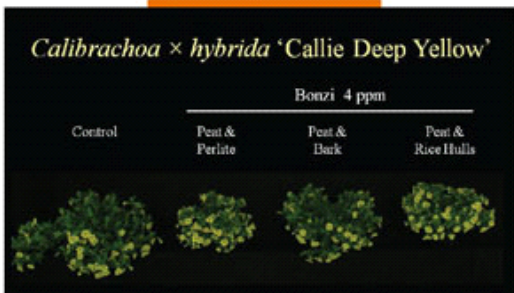 Calibrachoa × hybrida ‘Callie Deep Yellow’
Bonzi 4 ppm
Control
Peat &
Perlite
Peat &
Bark
Peat &
Rice Hulls